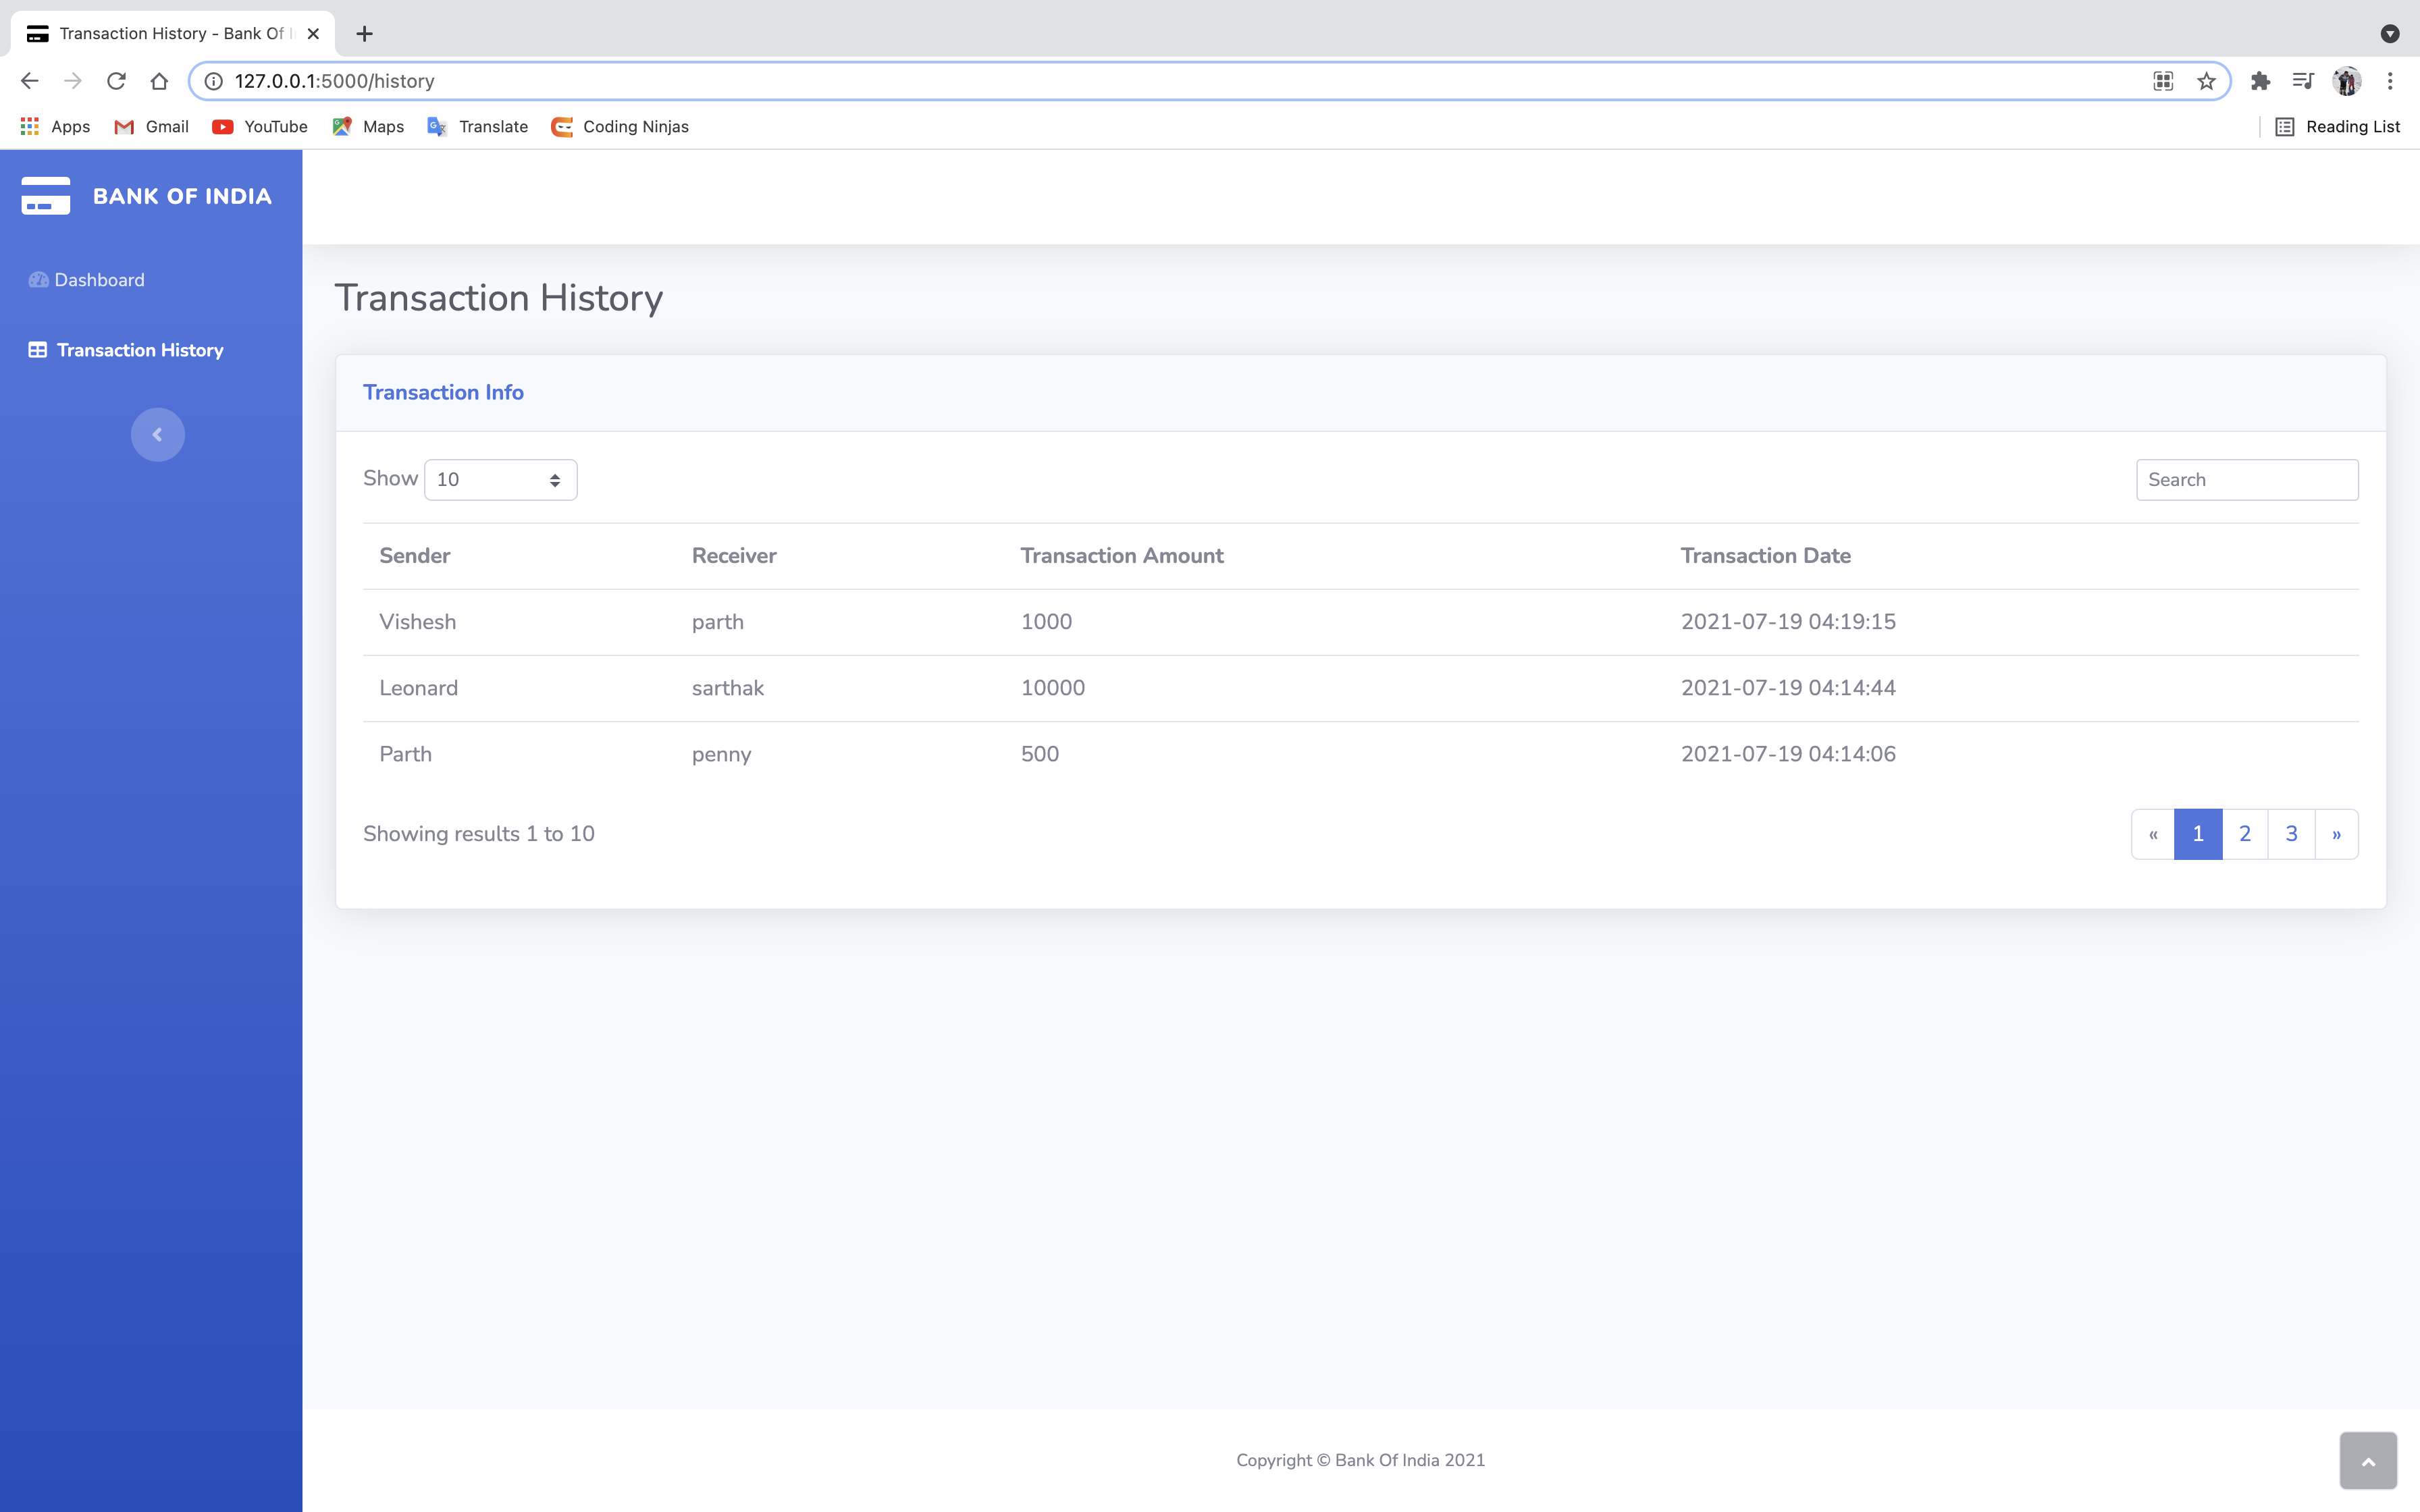 Transaction History - Bank Of I
127.0.0.1:5000/history
Apps Gmail YouTube Maps Translate Coding Ninjas Reading List
BANK OF INDIA
Dashboard
Transaction History
Transaction History
Transaction Info
Show 10 Search
Sender Receiver Transaction Amount Transaction Date
Vishesh parth 1000 2021-07-19 04:19:15
Leonard sarthak 10000 2021-07-19 04:14:44
Parth penny 500 2021-07-19 04:14:06
Showing results 1 to 10 « 1 2 3 »
Copyright © Bank Of India 2021